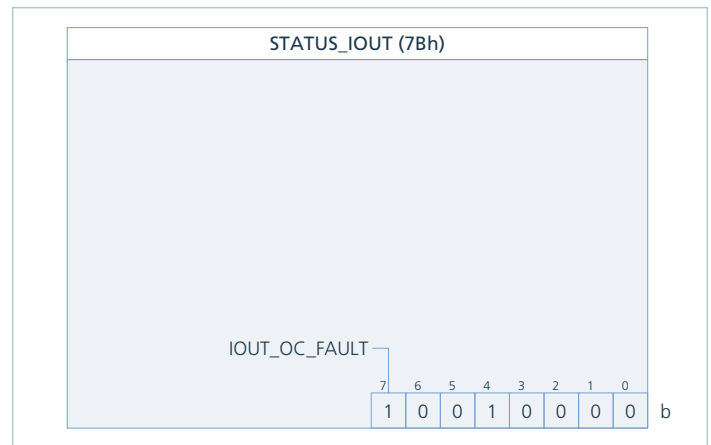 STATUS_IOUT (7Bh)
IOUT_OC_FAULT
7 6 5 4 3 2 1 0
1 0 0 1 0 0 0 0 b